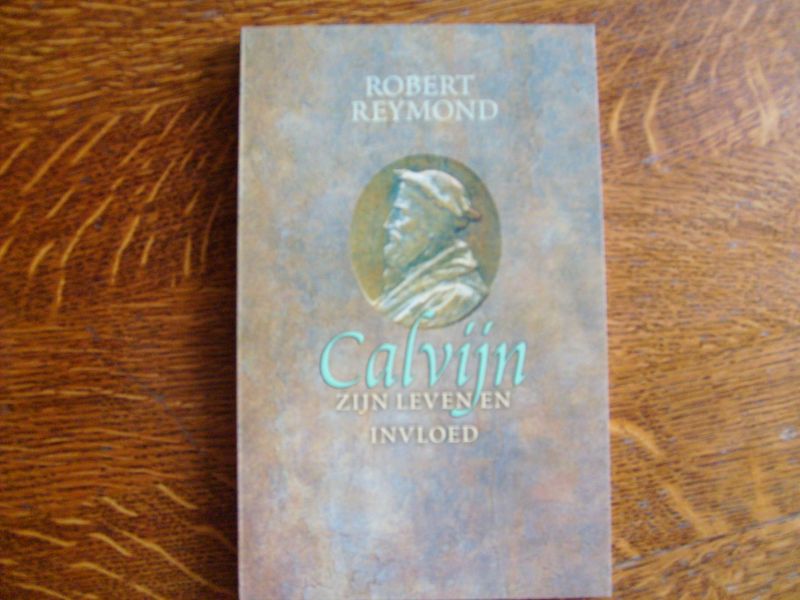 ROBERT
REYMOND
Calvijn
ZIJN LEVEN EN
INVLOED